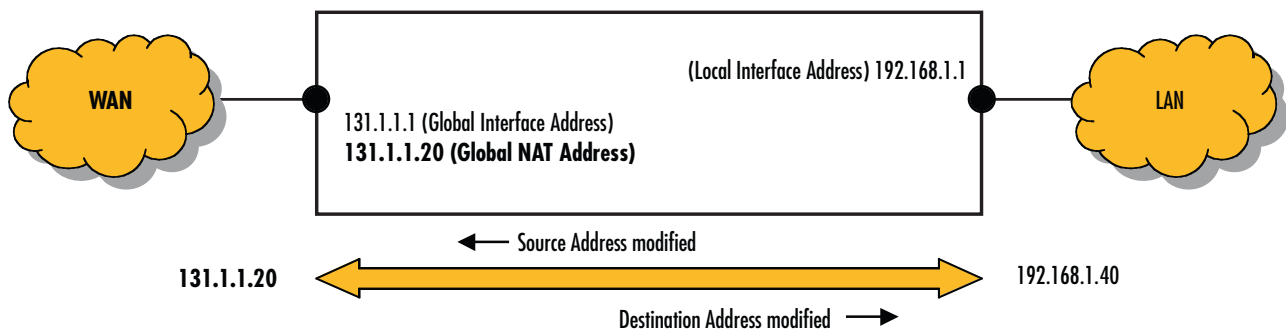 WAN
(Local Interface Address) 192.168.1.1
LAN
131.1.1.1 (Global Interface Address)
131.1.1.20 (Global NAT Address)
Source Address modified
131.1.1.20
192.168.1.40
Destination Address modified